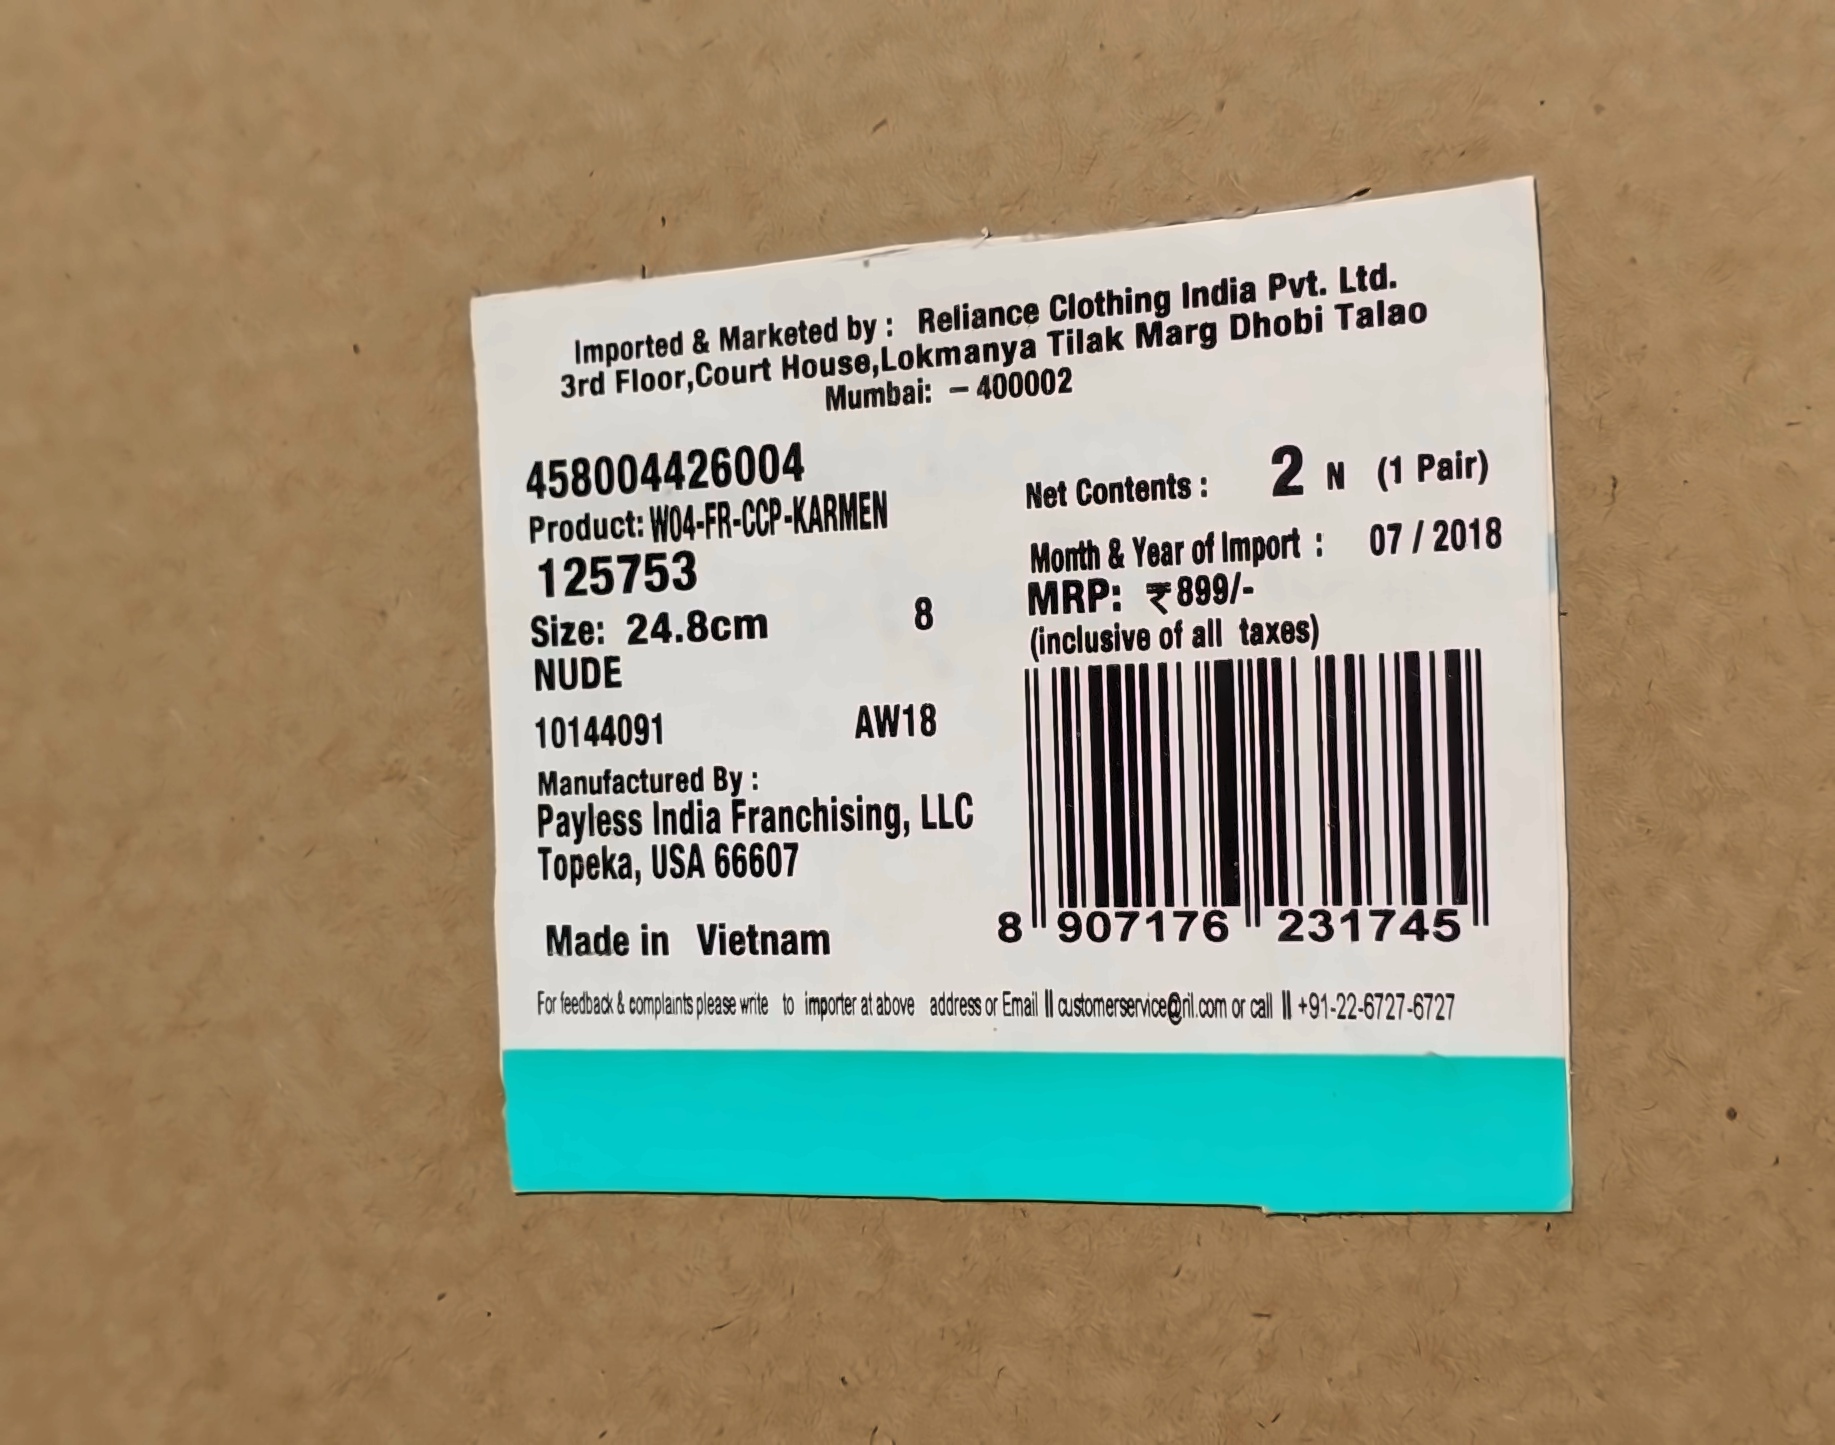 Imported & Marketed by : Reliance Clothing India Pvt. Ltd.
3rd Floor,Court House,Lokmanya Tilak Marg Dhobi Talao
Mumbai: – 400002
458004426004
Product: W04-FR-CCP-KARMEN
125753
Size: 24.8cm 8
NUDE
10144091 AW18
Manufactured By :
Payless India Franchising, LLC
Topeka, USA 66607
Made in Vietnam
Net Contents : 2 N (1 Pair)
Month & Year of Import : 07 / 2018
MRP: ₹899/-
(inclusive of all taxes)
8 907176 231745
For feedback & complaints please write to importer at above address or Email || customerservice@ril.com or call || +91-22-6727-6727